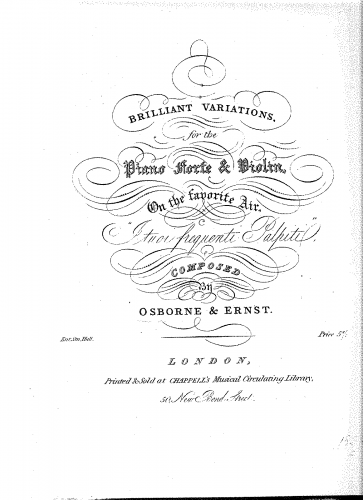 BRILLIANT VARIATIONS,
for the
Piano Forte & Violin,
On the favorite Air.
"I tuoi frequenti Palpiti".
COMPOSED
By
OSBORNE & ERNST.
Ent. Sta. Hall.
Price 5/.
LONDON,
Printed & Sold at CHAPPELL'S Musical Circulating Library,
50 New Bond Street.